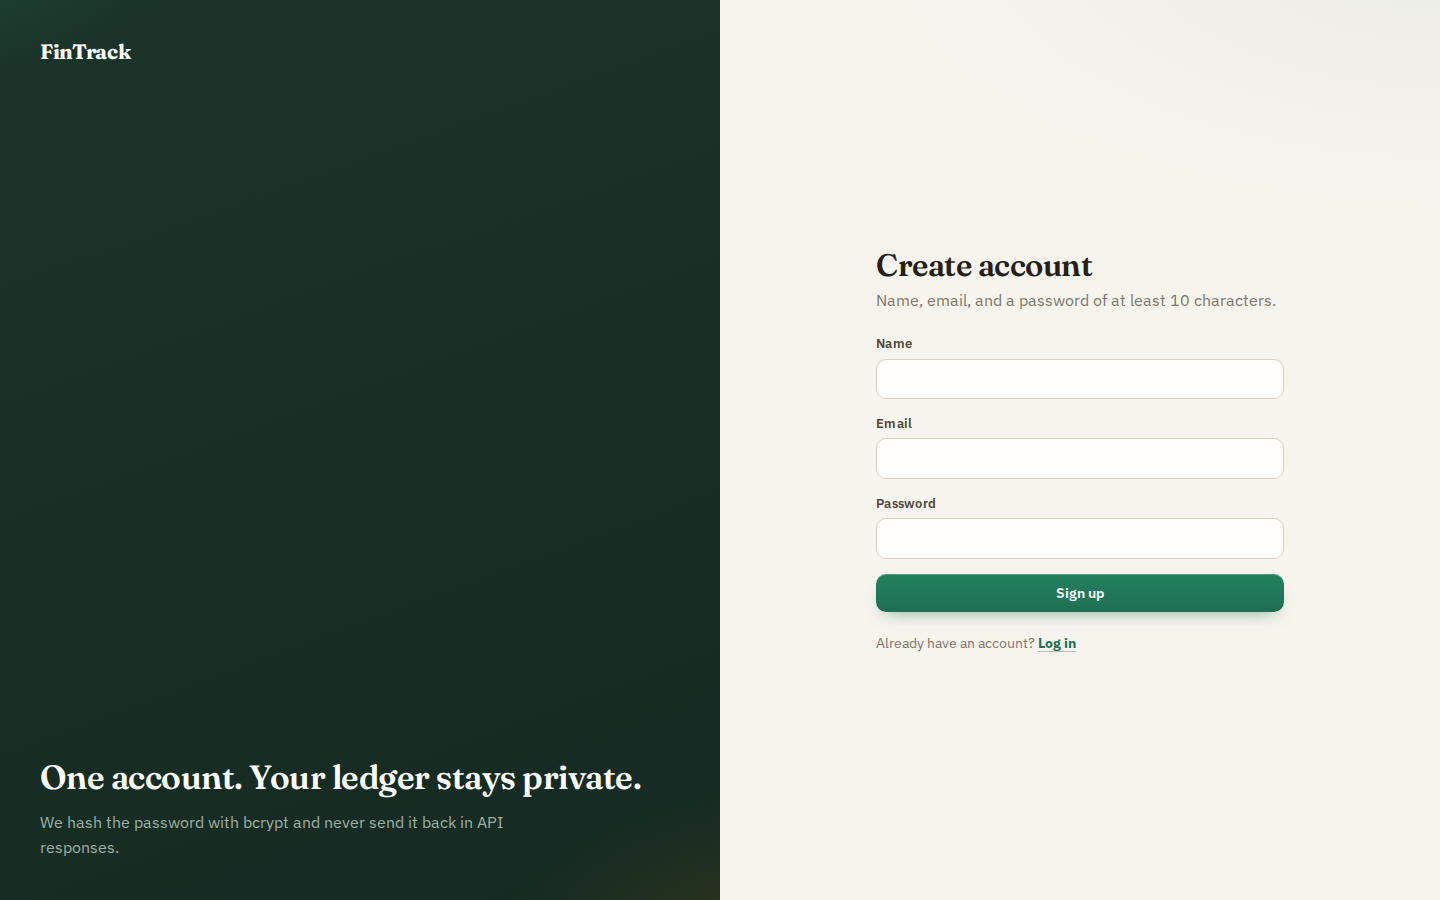 FinTrack
One account. Your ledger stays private.
We hash the password with bcrypt and never send it back in API
responses.
Create account
Name, email, and a password of at least 10 characters.
Name
Email
Password
Sign up
Already have an account? Log in